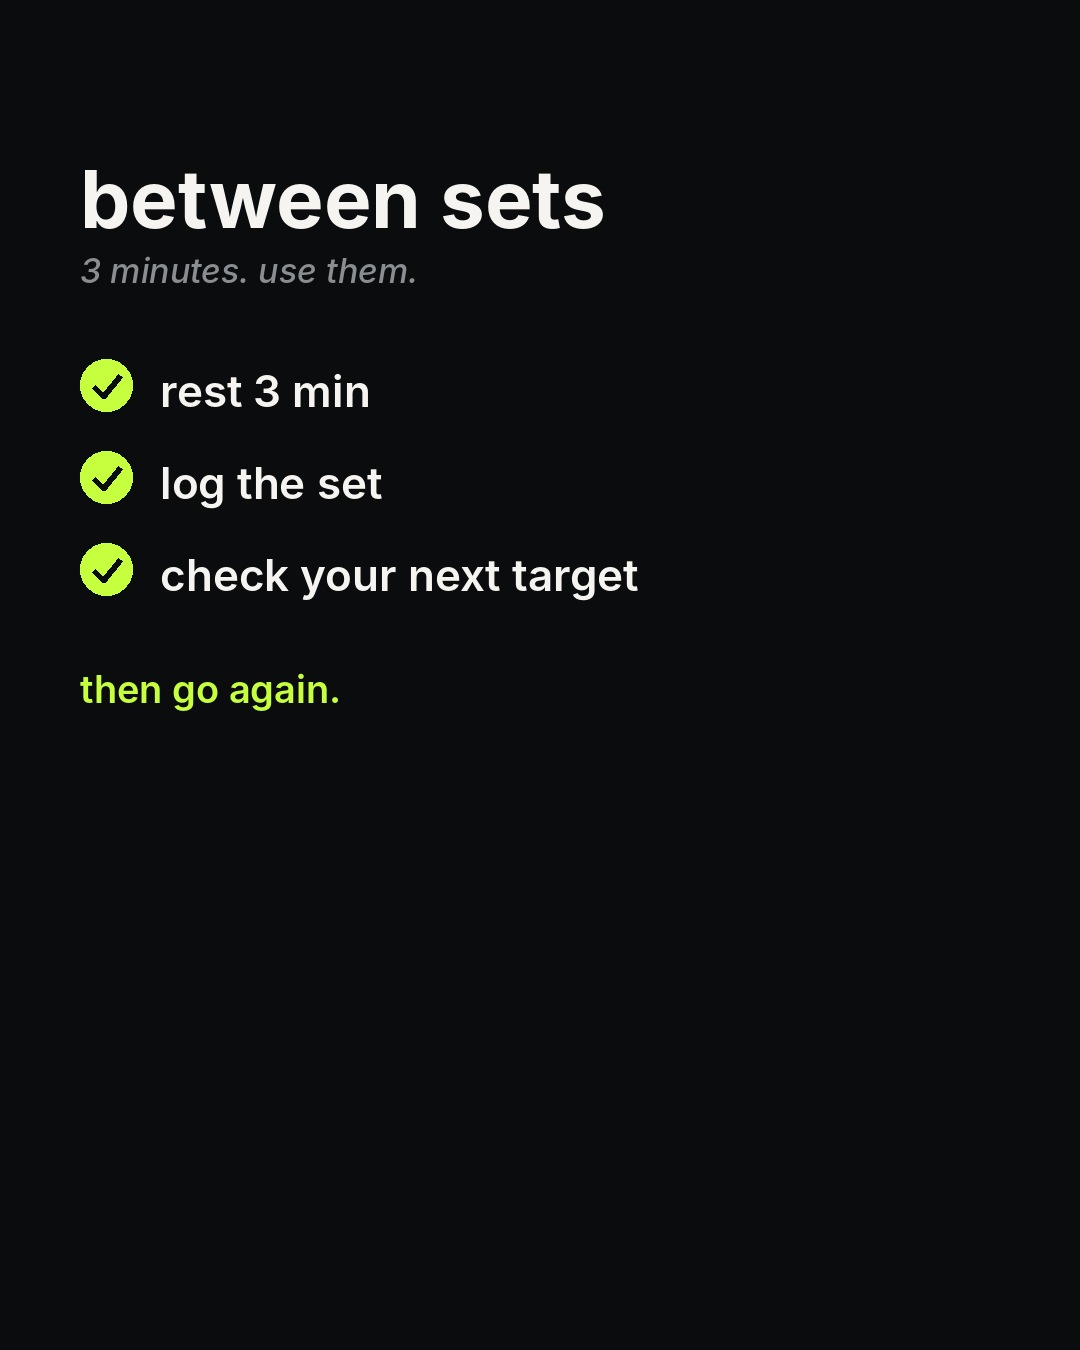 between sets
3 minutes. use them.
rest 3 min
log the set
check your next target
then go again.